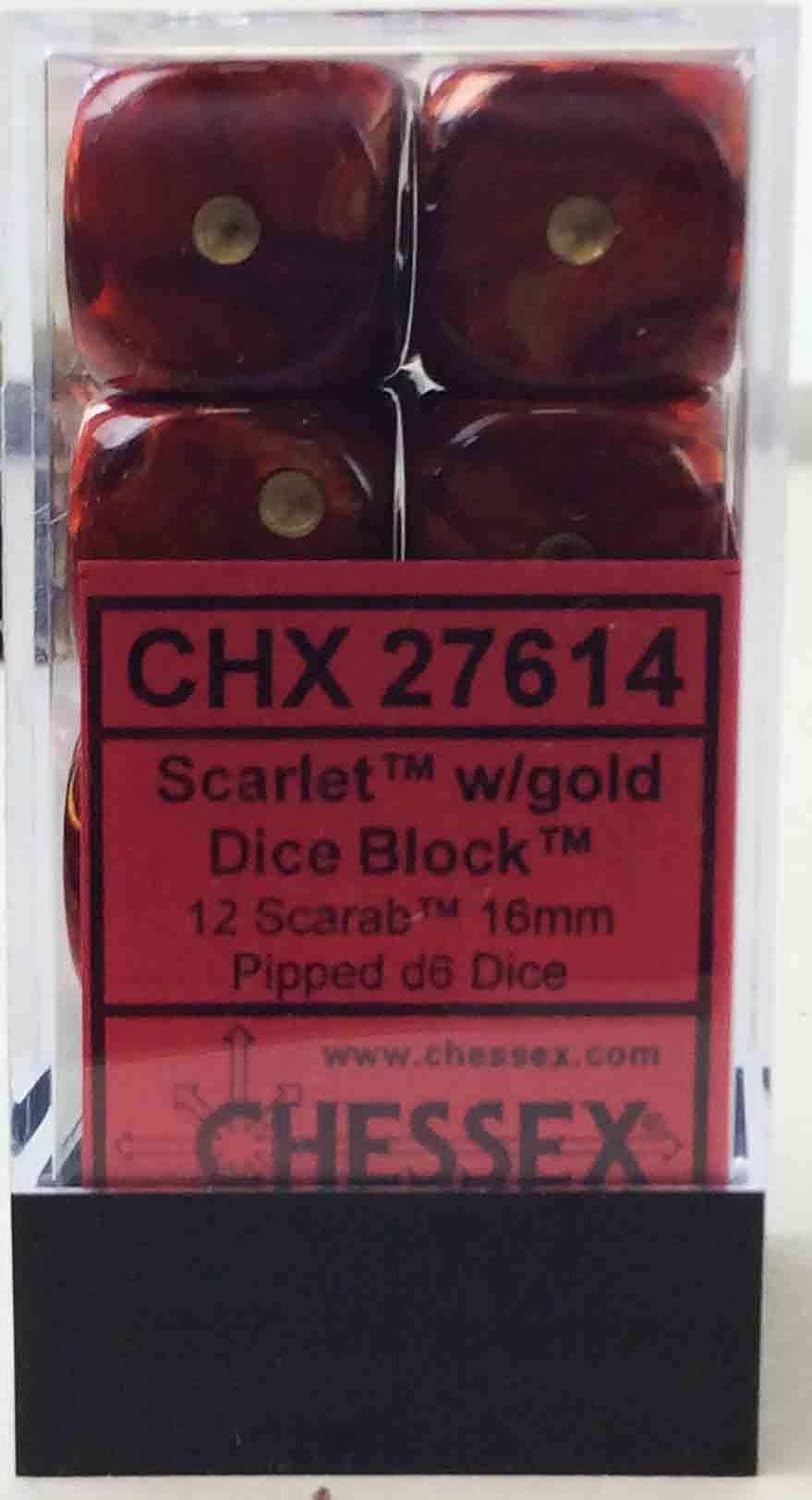 CHX 27614
Scarlet™ w/gold
Dice Block™
12 Scarab™ 16mm
Pipped d6 Dice
www.chessex.com
CHESSEX®